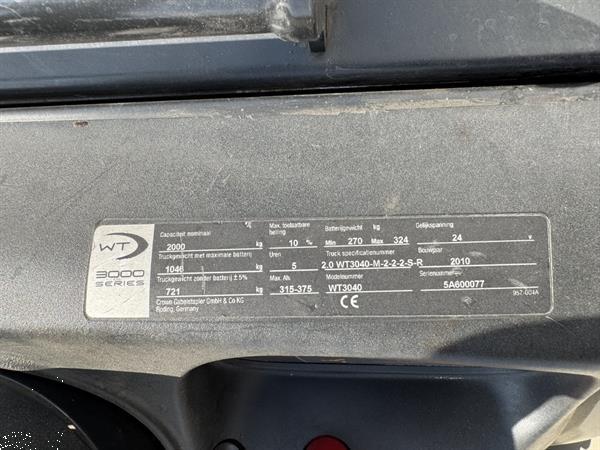 WT
3000
SERIES
Capaciteit nominaal
2000 kg
Max. toelaatbare helling
10 %
Batterijgewicht kg
Min 270 Max 324
Gelijkspanning
24 v
Truckgewicht met maximale batterij
1046 kg
Uren
5
Truck specificatienummer
2.0 WT3040-M-2-2-2-S-R
Bouwjaar
2010
Truckgewicht zonder batterij ± 5%
721 kg
Max. Ah.
315-375
Modelnummer
WT3040
Serienummer
5A600077
Crown Gabelstapler GmbH & Co KG
Roding, Germany
CE
957-004A